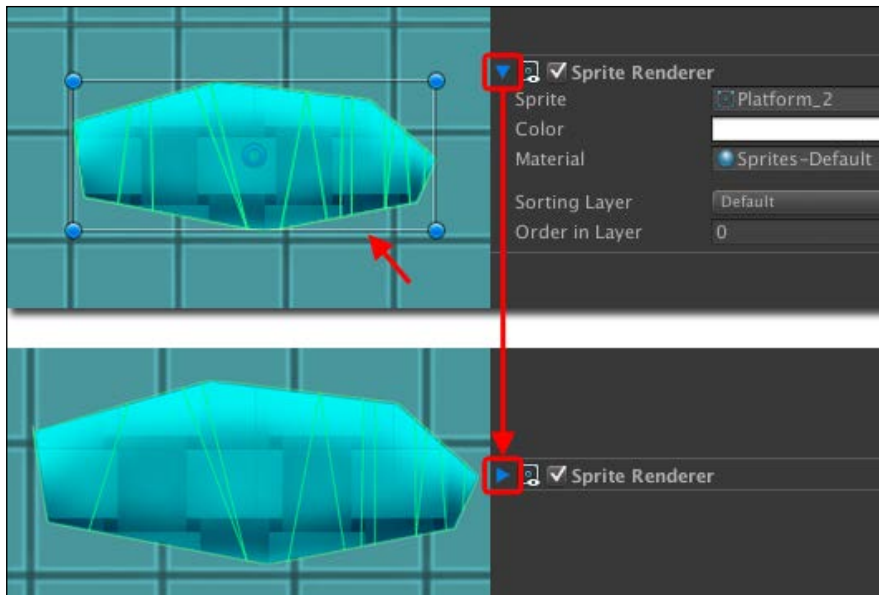 Sprite Renderer
Sprite Platform_2
Color
Material Sprites-Default
Sorting Layer Default
Order in Layer 0
Sprite Renderer